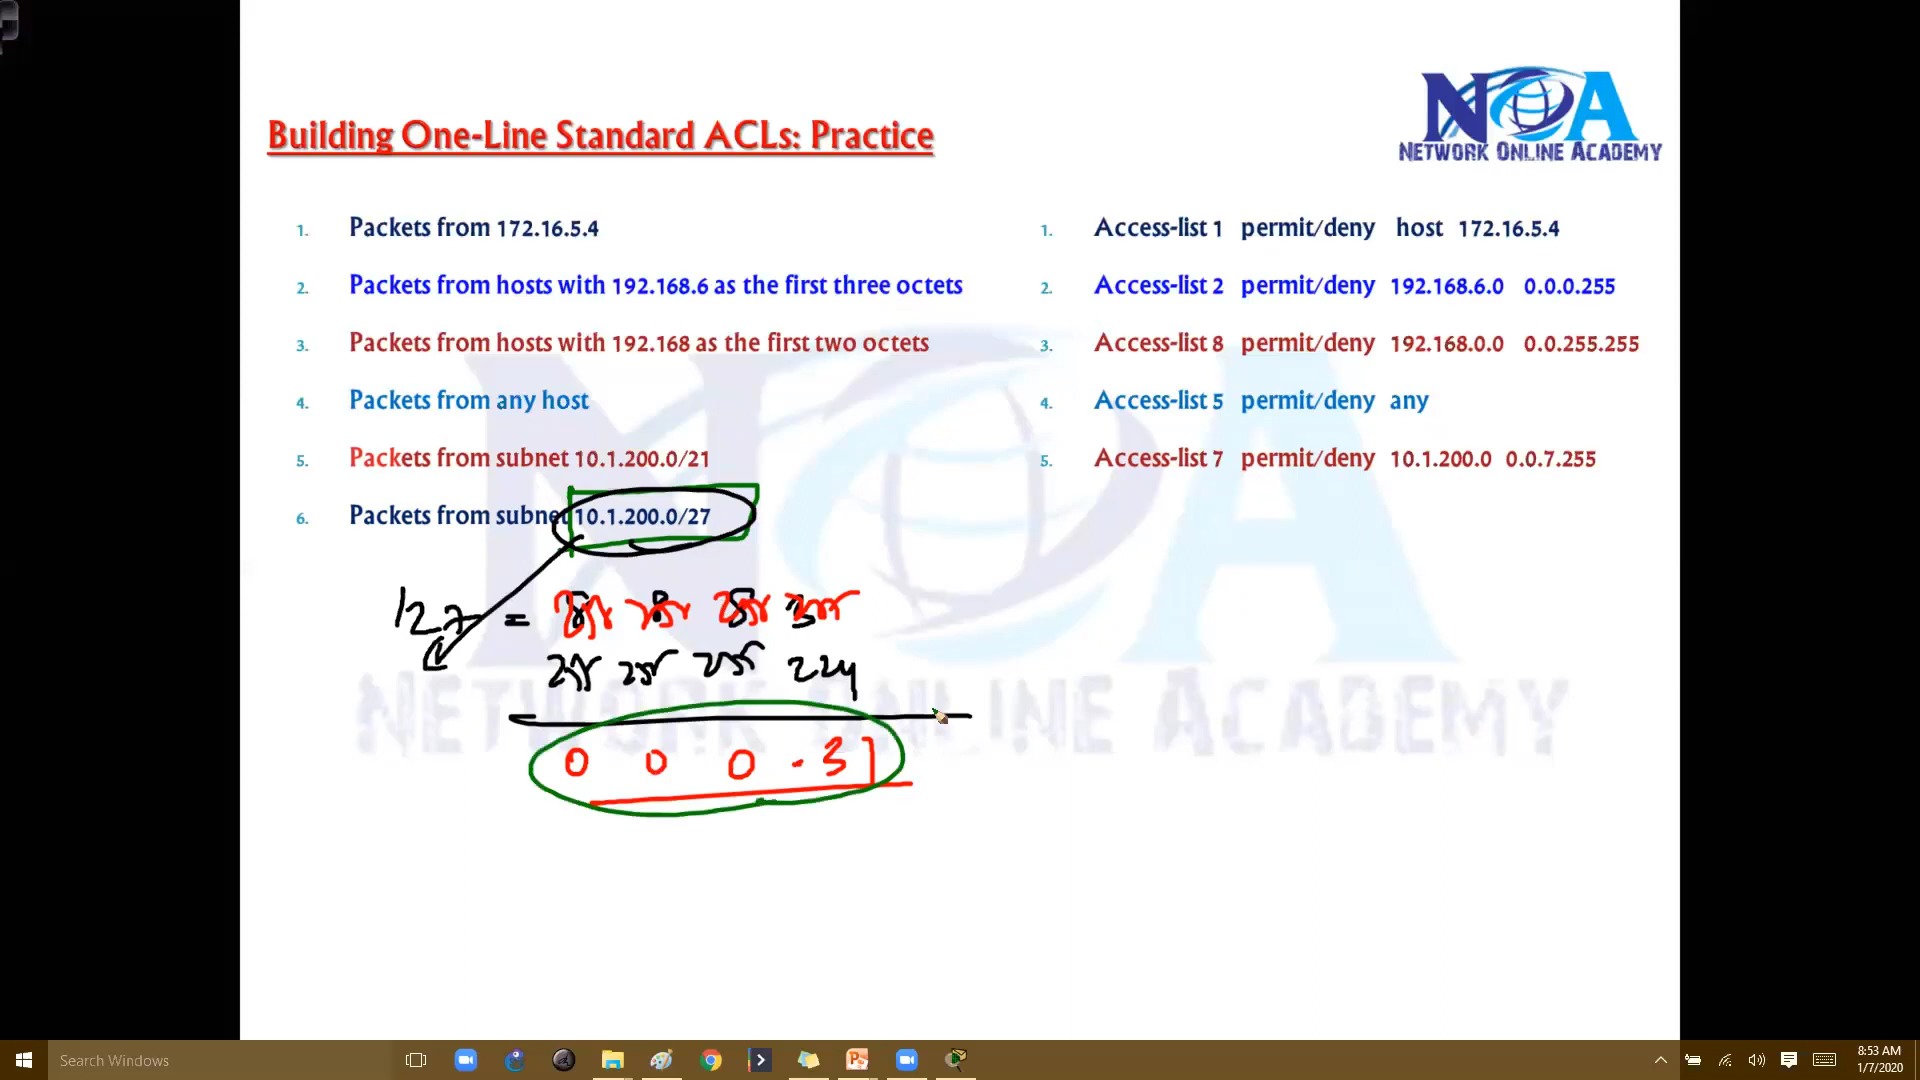 NOA
NETWORK ONLINE ACADEMY
Building One-Line Standard ACLs: Practice
1. Packets from 172.16.5.4
2. Packets from hosts with 192.168.6 as the first three octets
3. Packets from hosts with 192.168 as the first two octets
4. Packets from any host
5. Packets from subnet 10.1.200.0/21
6. Packets from subnet 10.1.200.0/27
1. Access-list 1 permit/deny host 172.16.5.4
2. Access-list 2 permit/deny 192.168.6.0 0.0.0.255
3. Access-list 8 permit/deny 192.168.0.0 0.0.255.255
4. Access-list 5 permit/deny any
5. Access-list 7 permit/deny 10.1.200.0 0.0.7.255
/27 = 255 255 255 255
255 255 255 224
0 0 0 . 31
NETWORK ONLINE ACADEMY
Search Windows
8:53 AM
1/7/2020